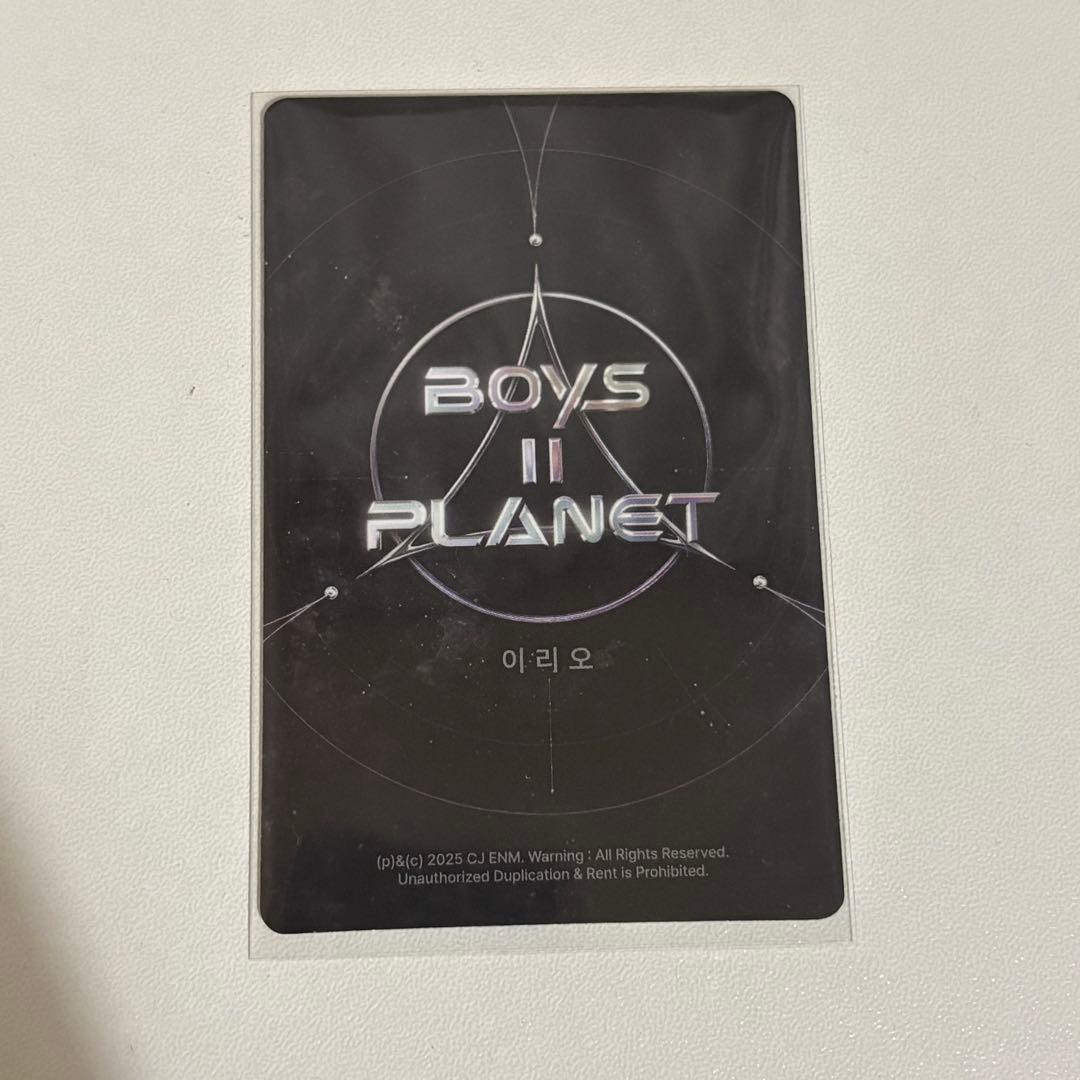 BOYS
II
PLANET
이리오
(p)&(c) 2025 CJ ENM. Warning : All Rights Reserved.
Unauthorized Duplication & Rent is Prohibited.